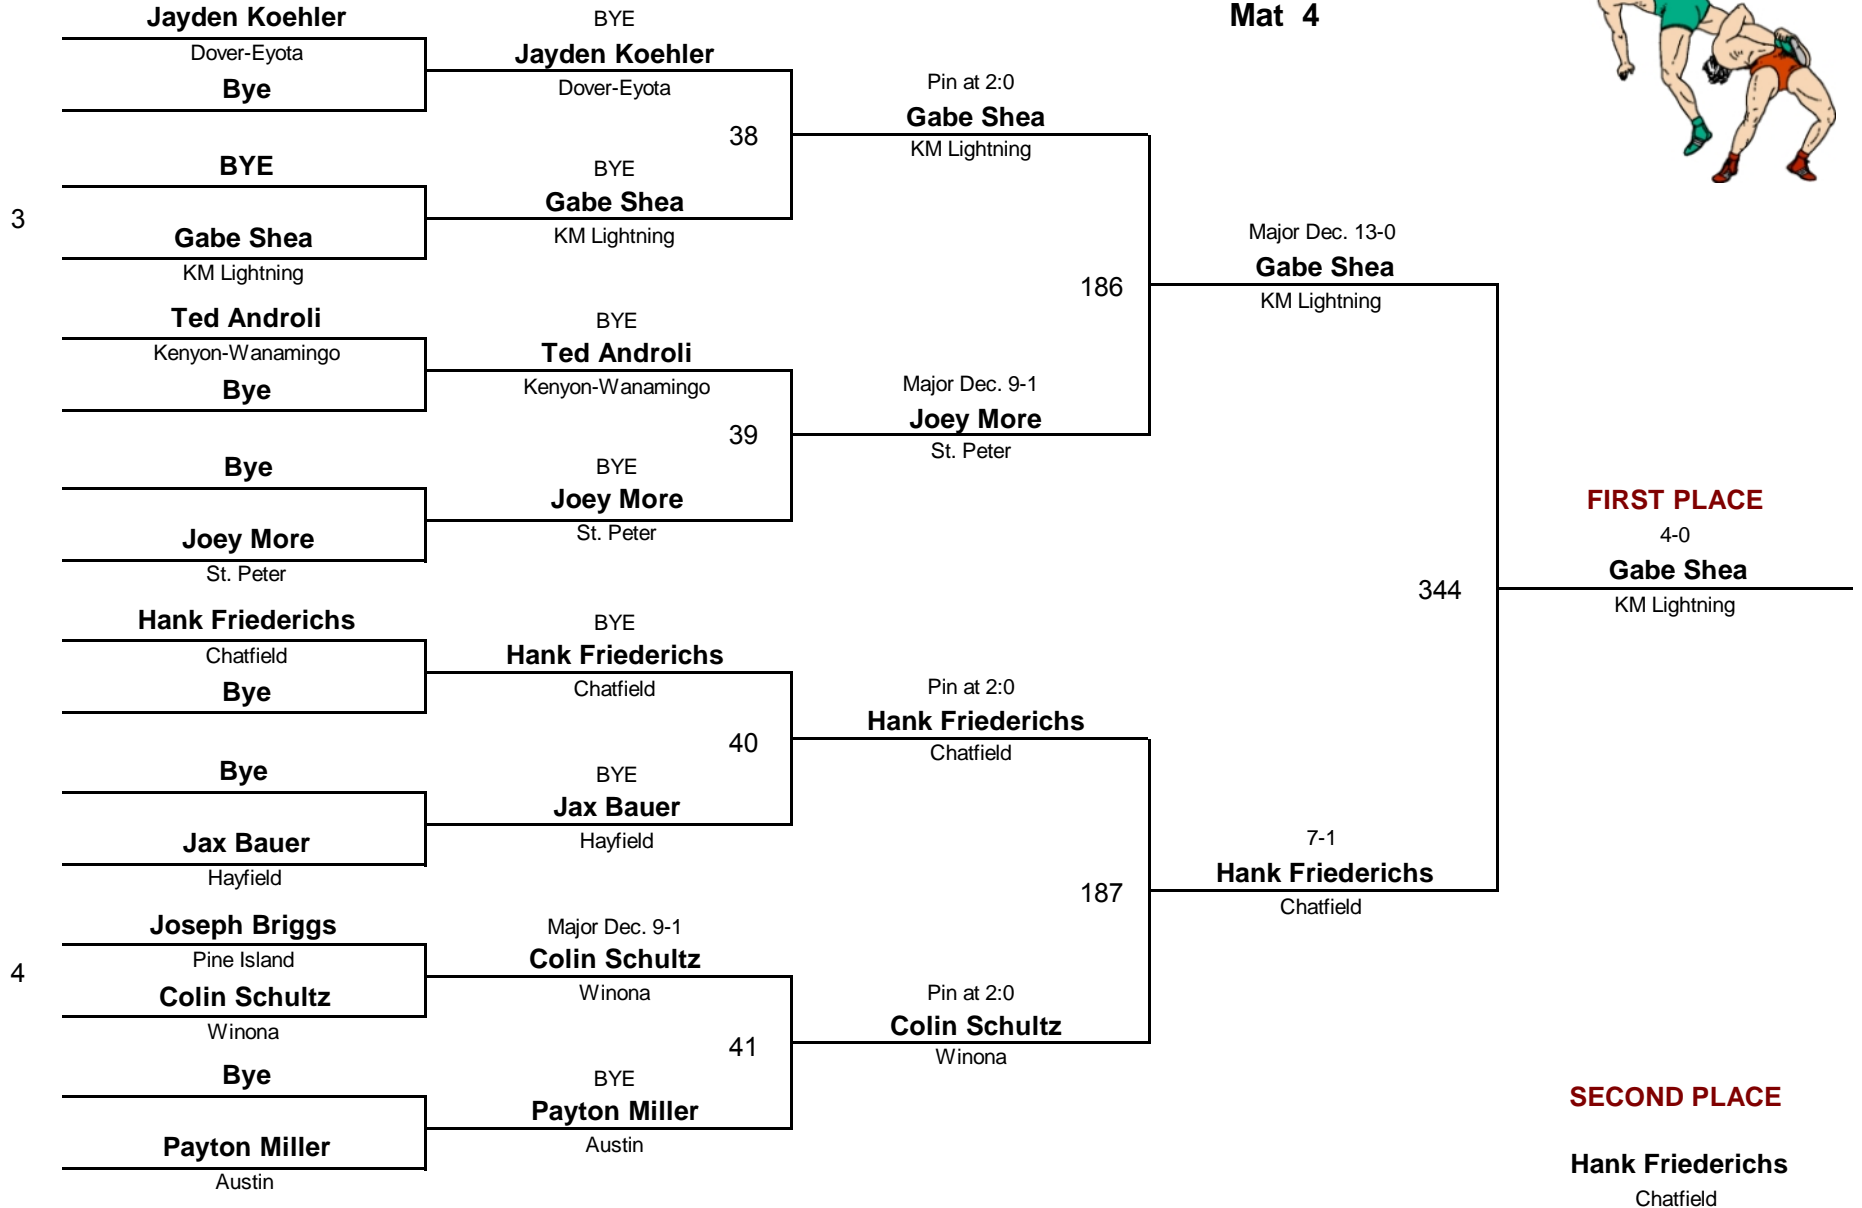 Mat 4
Jayden Koehler
Dover-Eyota
Bye
BYE
3
Gabe Shea
KM Lightning
Ted Androli
Kenyon-Wanamingo
Bye
Bye
Joey More
St. Peter
Hank Friederichs
Chatfield
Bye
Bye
Jax Bauer
Hayfield
Joseph Briggs
Pine Island
4
Colin Schultz
Winona
Bye
Payton Miller
Austin
BYE
Jayden Koehler
Dover-Eyota
38
BYE
Gabe Shea
KM Lightning
BYE
Ted Androli
Kenyon-Wanamingo
39
BYE
Joey More
St. Peter
BYE
Hank Friederichs
Chatfield
40
BYE
Jax Bauer
Hayfield
Major Dec. 9-1
Colin Schultz
Winona
41
BYE
Payton Miller
Austin
Pin at 2:0
Gabe Shea
KM Lightning
186
Major Dec. 9-1
Joey More
St. Peter
Pin at 2:0
Hank Friederichs
Chatfield
187
Pin at 2:0
Colin Schultz
Winona
Major Dec. 13-0
Gabe Shea
KM Lightning
344
7-1
Hank Friederichs
Chatfield
FIRST PLACE
4-0
Gabe Shea
KM Lightning
SECOND PLACE
Hank Friederichs
Chatfield